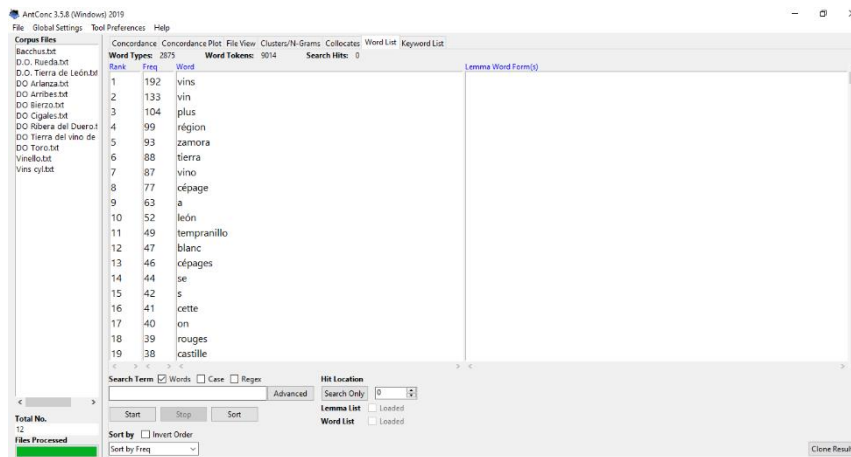 AntConc 3.5.8 (Windows) 2019
File Global Settings Tool Preferences Help
Corpus Files
Bacchus.txt
D.O. Rueda.txt
D.O. Tierra de León.txt
DO Arlanza.txt
DO Arribes.txt
DO Bierzo.txt
DO Cigales.txt
DO Ribera del Duero.t
DO Tierra del vino de
DO Toro.txt
Vinello.txt
Vins cyl.txt
Total No.
12
Files Processed
Concordance Concordance Plot File View Clusters/N-Grams Collocates Word List Keyword List
Word Types: 2875 Word Tokens: 9014 Search Hits: 0
Rank Freq Word Lemma Word Form(s)
1 192 vins
2 133 vin
3 104 plus
4 99 région
5 93 zamora
6 88 tierra
7 87 vino
8 77 cépage
9 63 a
10 52 león
11 49 tempranillo
12 47 blanc
13 46 cépages
14 44 se
15 42 s
16 41 cette
17 40 on
18 39 rouges
19 38 castille
Search Term Words Case Regex Hit Location
Advanced Search Only 0
Start Stop Sort Lemma List Loaded
Word List Loaded
Sort by Invert Order
Sort by Freq Clone Resul